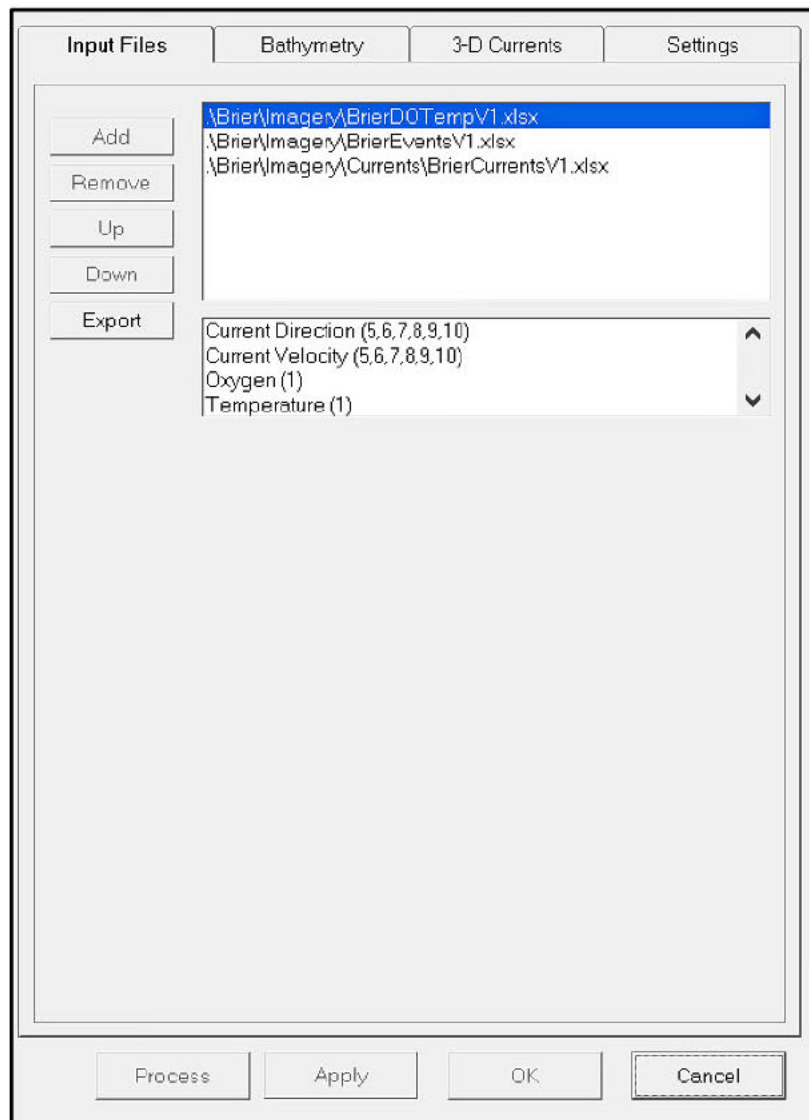 Input Files
Bathymetry
3-D Currents
Settings
Add
Remove
Up
Down
Export
.\Brier\Imagery\BrierDOTempV1.xlsx
.\Brier\Imagery\BrierEventsV1.xlsx
.\Brier\Imagery\Currents\BrierCurrentsV1.xlsx
Current Direction (5,6,7,8,9,10)
Current Velocity (5,6,7,8,9,10)
Oxygen (1)
Temperature (1)
Process
Apply
OK
Cancel